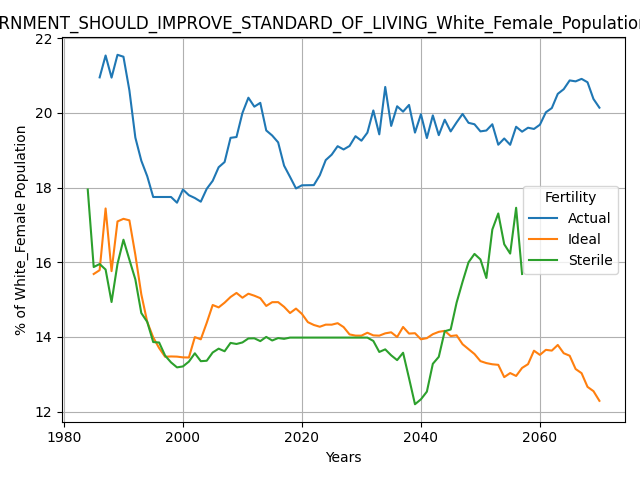 RNMENT_SHOULD_IMPROVE_STANDARD_OF_LIVING_White_Female_Population
22
20
18
16
14
12
% of White_Female Population
1980
2000
2020
2040
2060
Years
Fertility
Actual
Ideal
Sterile